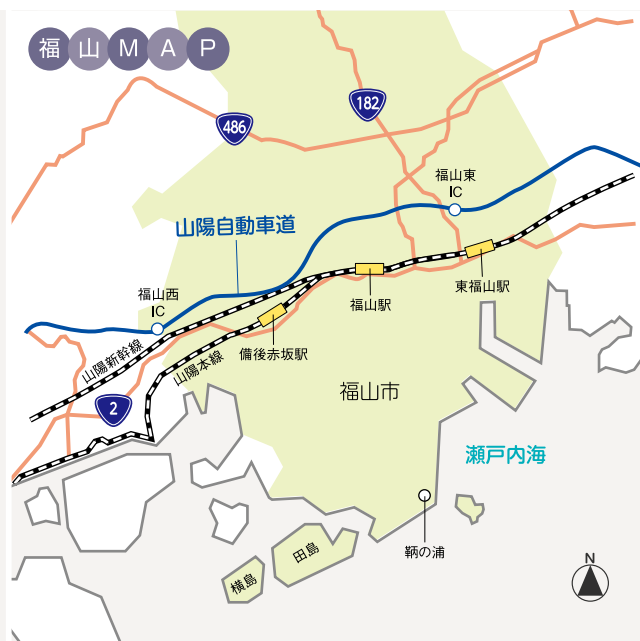 福山MAP
182
486
福山東
IC
山陽自動車道
福山西
IC
福山駅
東福山駅
山陽新幹線
山陽本線
備後赤坂駅
福山市
2
瀬戸内海
鞆の浦
田島
横島
N